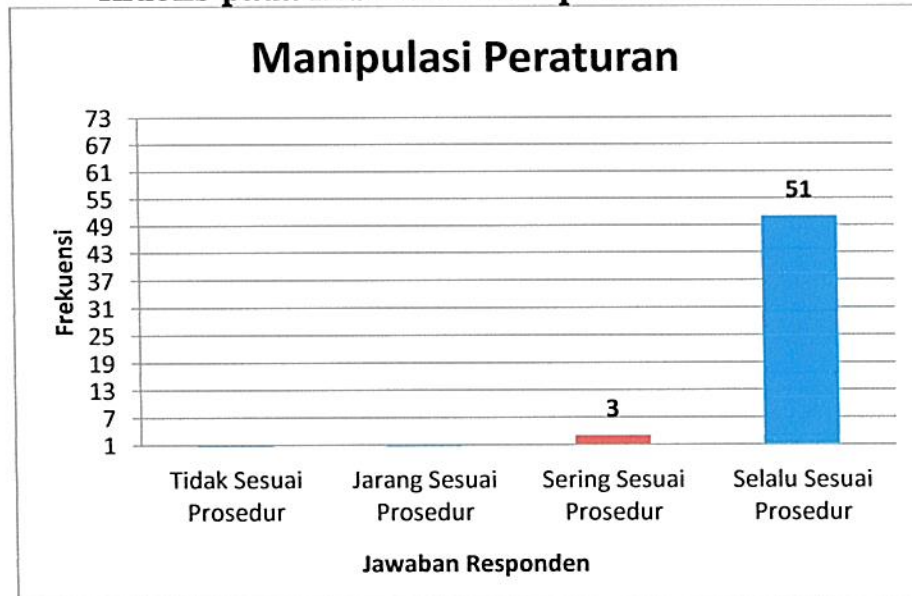 Manipulasi Peraturan
73
67
61
55
49
43
37
31
25
19
13
7
1
Frekuensi
51
3
Tidak Sesuai
Prosedur
Jarang Sesuai
Prosedur
Sering Sesuai
Prosedur
Selalu Sesuai
Prosedur
Jawaban Responden